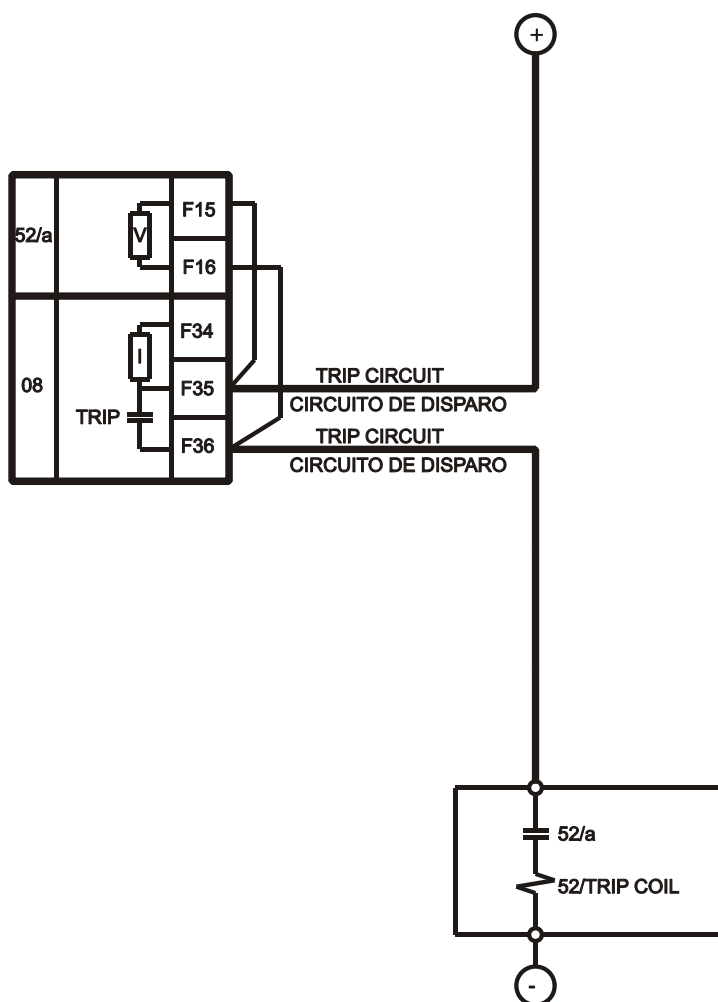 +
F15
52/a
V
F16
F34
I
08
F35
TRIP CIRCUIT
CIRCUITO DE DISPARO
TRIP
F36
TRIP CIRCUIT
CIRCUITO DE DISPARO
52/a
52/TRIP COIL
-